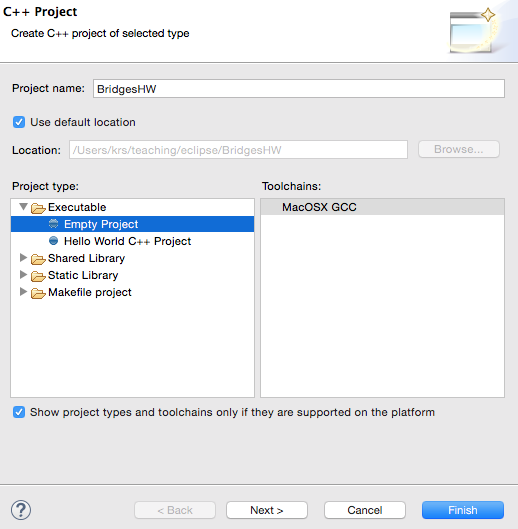 C++ Project
Create C++ project of selected type
Project name: BridgesHW
Use default location
Location: /Users/krs/teaching/eclipse/BridgesHW Browse...
Project type: Toolchains:
Executable MacOSX GCC
Empty Project
Hello World C++ Project
Shared Library
Static Library
Makefile project
Show project types and toolchains only if they are supported on the platform
? < Back Next > Cancel Finish